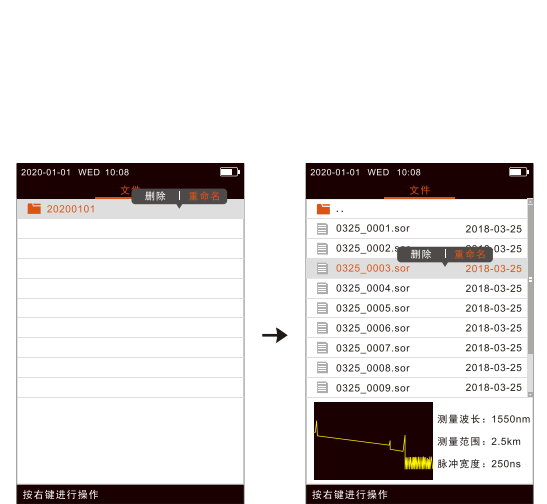 2020-01-01 WED 10:08
文件
删除 | 重命名
20200101
按右键进行操作
2020-01-01 WED 10:08
文件
..
0325_0001.sor 2018-03-25
0325_0002.sor 2018-03-25
删除 | 重命名
0325_0003.sor 2018-03-25
0325_0004.sor 2018-03-25
0325_0005.sor 2018-03-25
0325_0006.sor 2018-03-25
0325_0007.sor 2018-03-25
0325_0008.sor 2018-03-25
0325_0009.sor 2018-03-25
测量波长：1550nm
测量范围：2.5km
脉冲宽度：250ns
按右键进行操作